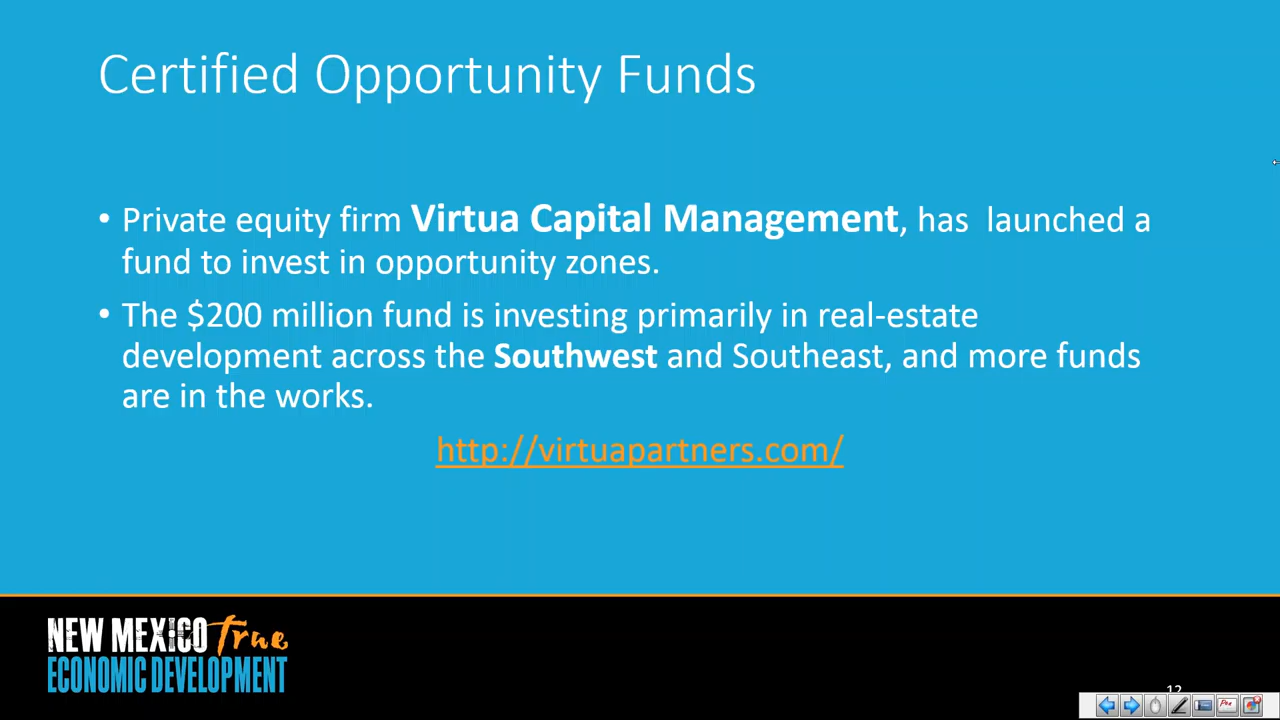 Certified Opportunity Funds
• Private equity firm Virtua Capital Management, has  launched a
fund to invest in opportunity zones.
• The $200 million fund is investing primarily in real-estate
development across the Southwest and Southeast, and more funds
are in the works.
http://virtuapartners.com/
NEW MEXICO True
ECONOMIC DEVELOPMENT
12